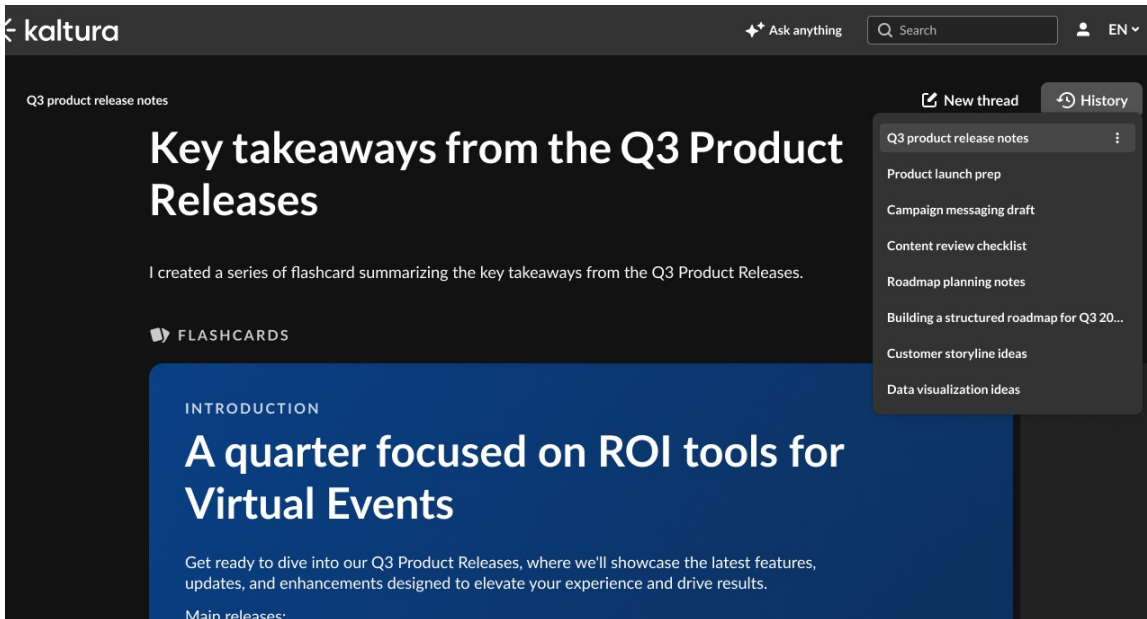 kaltura
Ask anything
Search
EN
Q3 product release notes
New thread
History
Key takeaways from the Q3 Product
Releases
I created a series of flashcard summarizing the key takeaways from the Q3 Product Releases.
FLASHCARDS
INTRODUCTION
A quarter focused on ROI tools for
Virtual Events
Get ready to dive into our Q3 Product Releases, where we'll showcase the latest features,
updates, and enhancements designed to elevate your experience and drive results.
Main releases:
Q3 product release notes
Product launch prep
Campaign messaging draft
Content review checklist
Roadmap planning notes
Building a structured roadmap for Q3 20...
Customer storyline ideas
Data visualization ideas